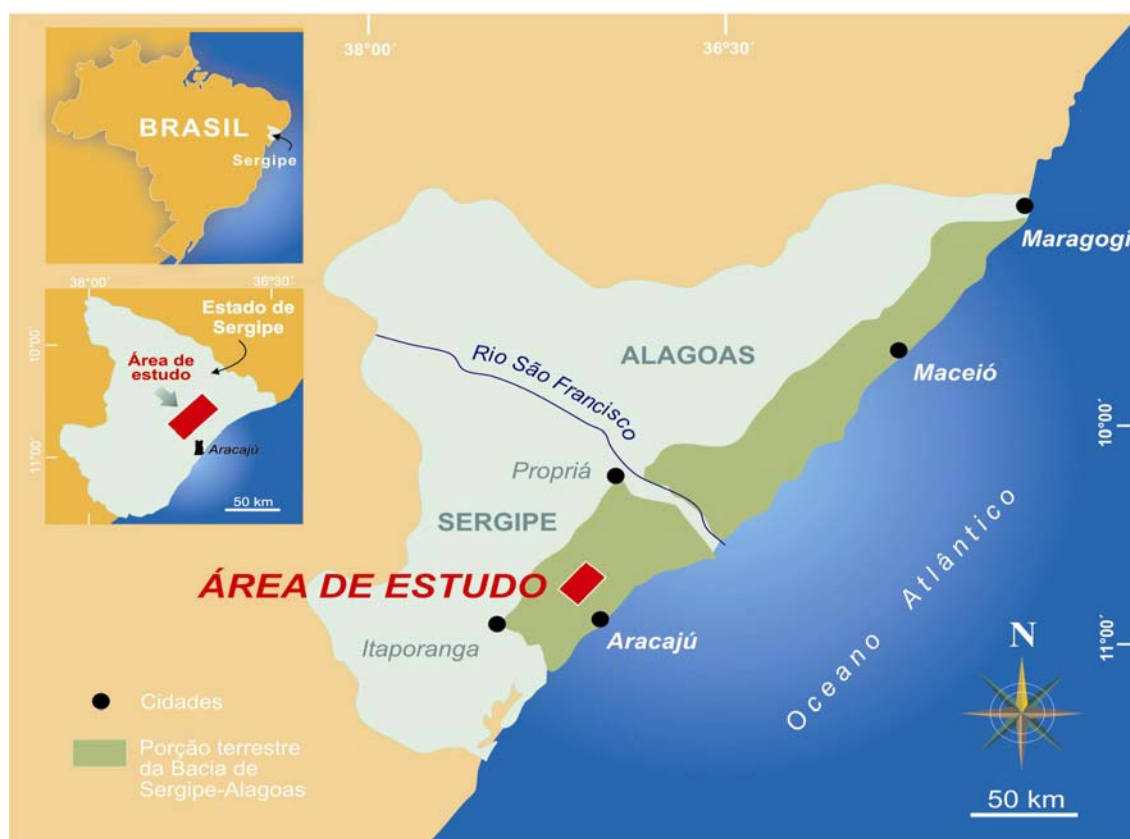 38°00´
36°30´
BRASIL
Sergipe
38°00´
36°30´
Estado de
Sergipe
10°00´
Área de
estudo
11°00´
Aracajú
50 km
Maragogi
ALAGOAS
Maceió
Rio São Francisco
10°00´
Propriá
SERGIPE
ÁREA DE ESTUDO
Itaporanga
Aracajú
11°00´
Oceano Atlântico
N
Cidades
Porção terrestre
da Bacia de
Sergipe-Alagoas
50 km